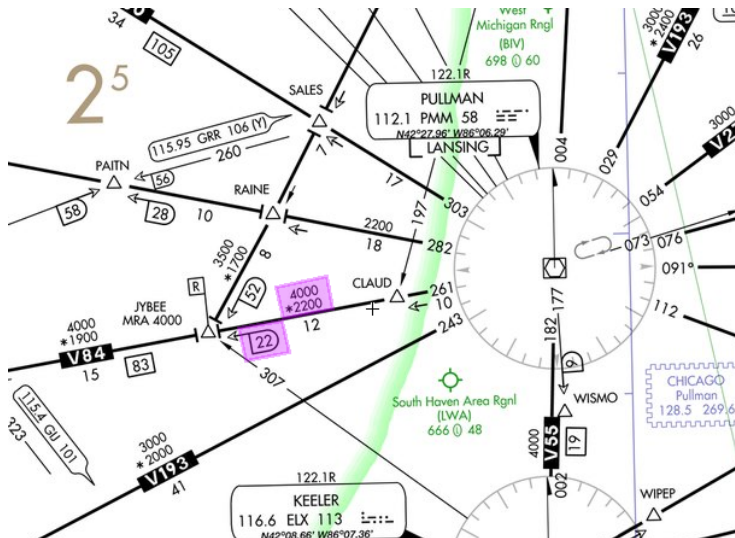 34
105
West
Michigan Rngl
(BIV)
698 60
3000
*2400
V193
26
2⁵
SALES
122.1R
PULLMAN
112.1 PMM 58
N42°27.96' W86°06.29'
LANSING
115.95 GRR 106 (Y)
260
7
PAITN
56
17
303
004
029
054
3000
58
28
10
RAINE
197
2200
18
282
073
076
091°
3500
*1700
8
R
52
4000
*2200
12
CLAUD
261
10
177
112
JYBEE
MRA 4000
22
243
182
4000
*1900
V84
15
83
307
9
CHICAGO
Pullman
128.5 269.6
South Haven Area Rgnl
(LWA)
666 48
WISMO
115.4 GIJ 101
323
3000
*2000
V193
41
4000
V55
19
002
122.1R
KEELER
116.6 ELX 113
N42°08.66' W86°07.36'
WIPEP